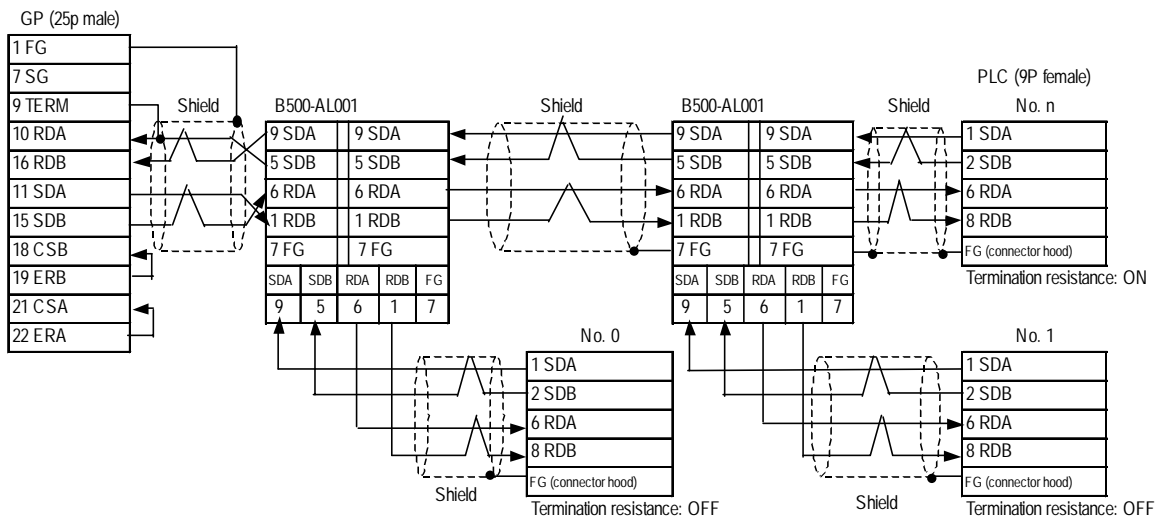 GP (25p male)
1 FG
7 SG
9 TERM
10 RDA
16 RDB
11 SDA
15 SDB
18 CSB
19 ERB
21 CSA
22 ERA
Shield
B500-AL001
9 SDA 9 SDA
5 SDB 5 SDB
6 RDA 6 RDA
1 RDB 1 RDB
7 FG 7 FG
SDA SDB RDA RDB FG
9 5 6 1 7
Shield
B500-AL001
9 SDA 9 SDA
5 SDB 5 SDB
6 RDA 6 RDA
1 RDB 1 RDB
7 FG 7 FG
SDA SDB RDA RDB FG
9 5 6 1 7
Shield
PLC (9P female)
No. n
1 SDA
2 SDB
6 RDA
8 RDB
FG (connector hood)
Termination resistance: ON
No. 0
1 SDA
2 SDB
6 RDA
8 RDB
FG (connector hood)
Shield
Termination resistance: OFF
No. 1
1 SDA
2 SDB
6 RDA
8 RDB
FG (connector hood)
Shield
Termination resistance: OFF